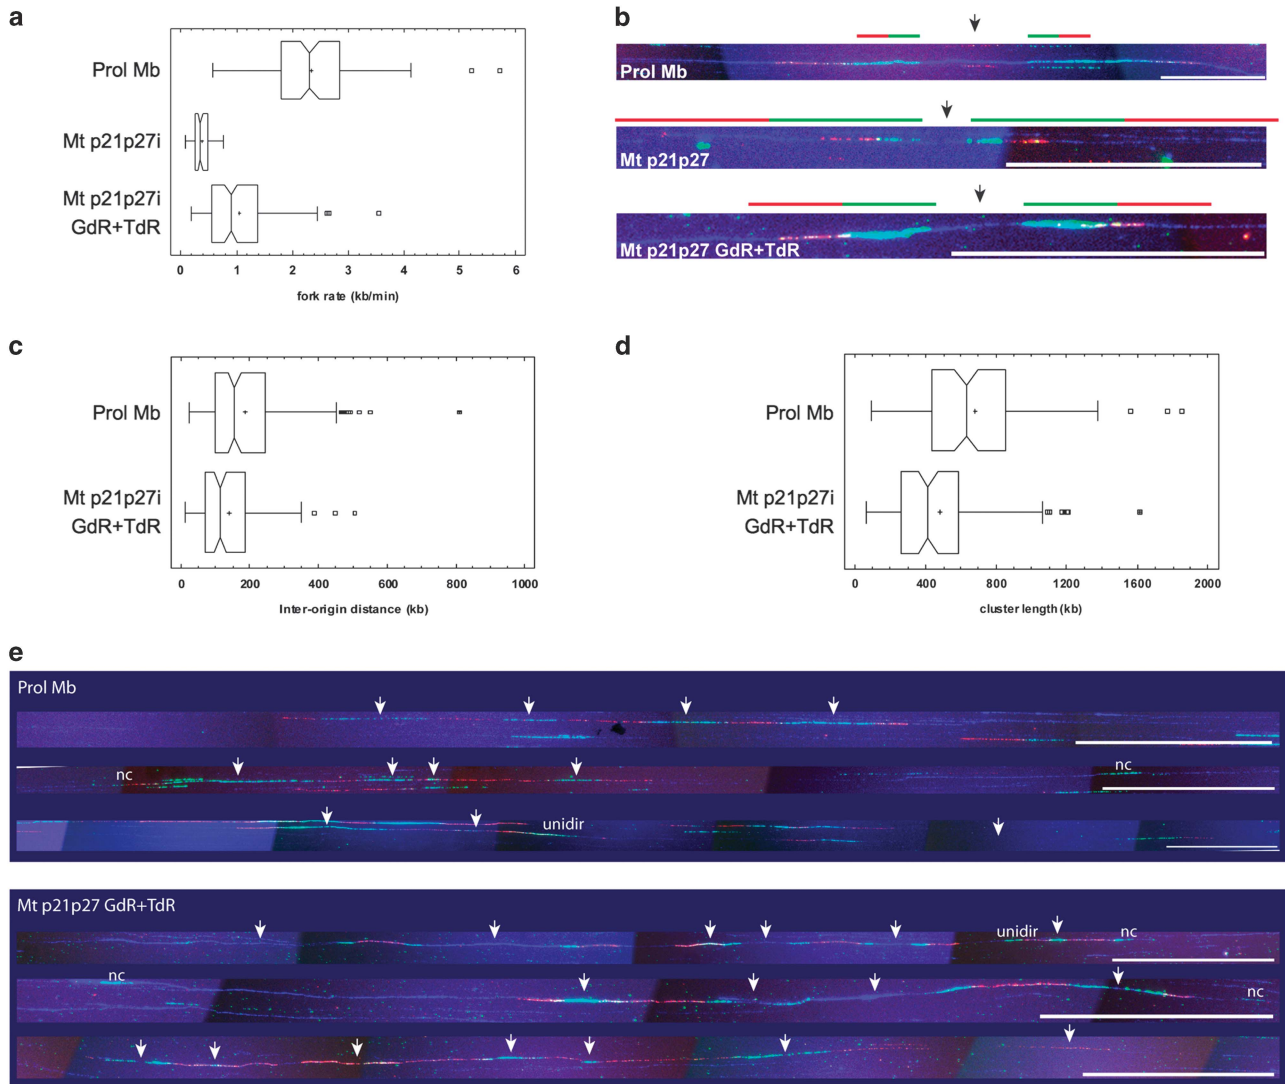 a
Prol Mb
Mt p21p27i
Mt p21p27i
GdR+TdR
0 1 2 3 4 5 6
fork rate (kb/min)
b
Prol Mb
Mt p21p27
Mt p21p27 GdR+TdR
c
Prol Mb
Mt p21p27i
GdR+TdR
0 200 400 600 800 1000
Inter-origin distance (kb)
d
Prol Mb
Mt p21p27i
GdR+TdR
0 400 800 1200 1600 2000
cluster length (kb)
e
Prol Mb
nc nc
unidir
Mt p21p27 GdR+TdR
unidir nc
nc nc